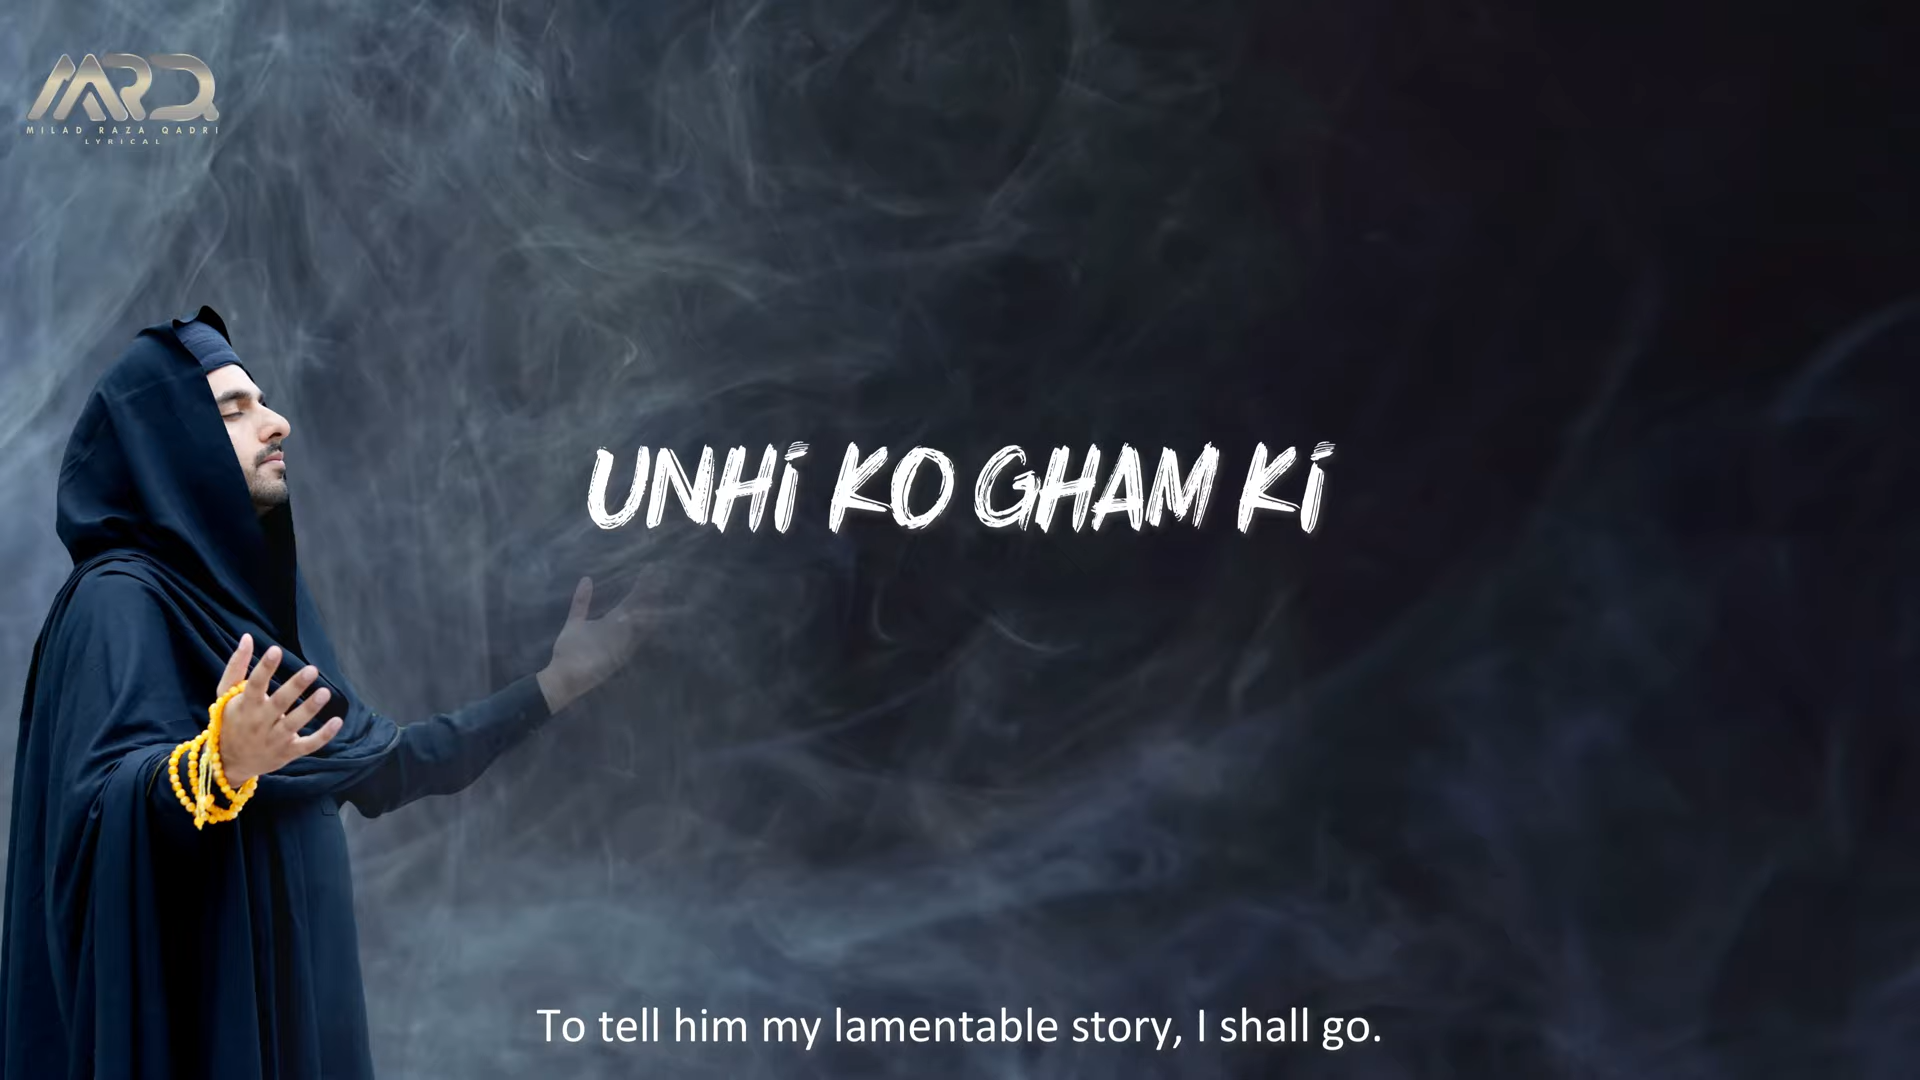 MRQ
MILAD RAZA QADRI
LYRICAL
UNHI KO GHAM KI
To tell him my lamentable story, I shall go.